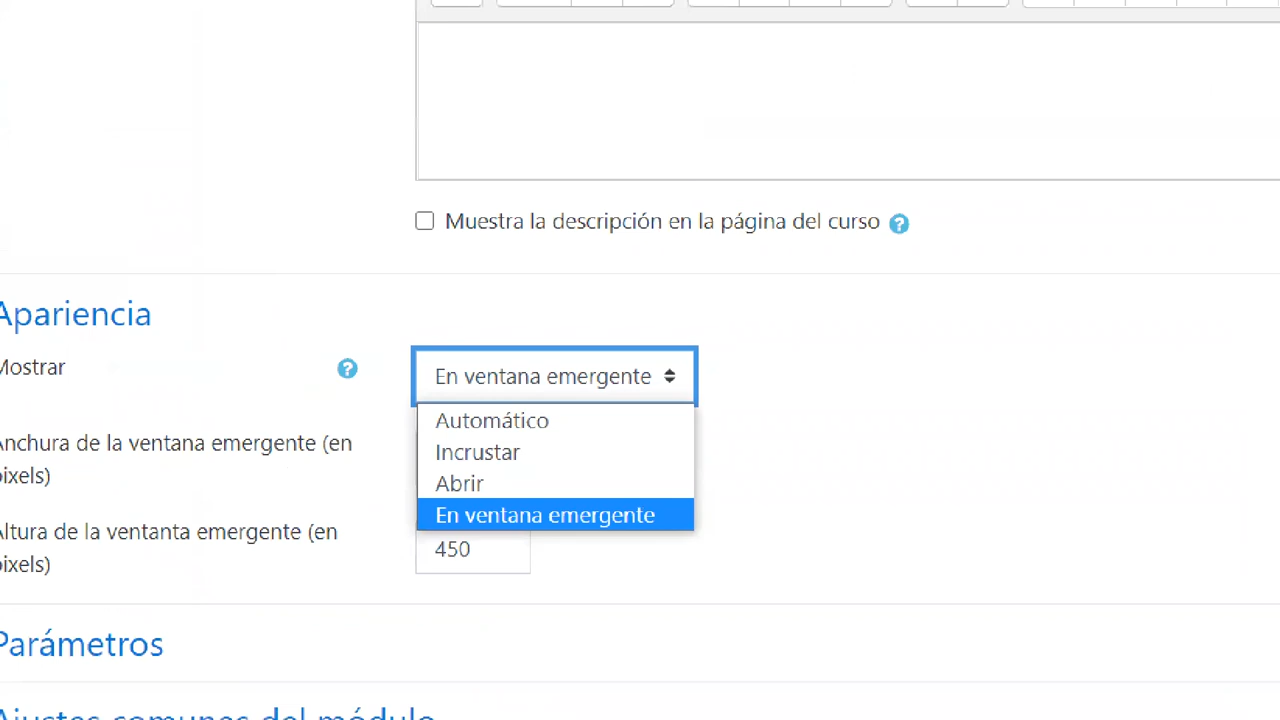 Muestra la descripción en la página del curso ?
Apariencia
Mostrar ? En ventana emergente
Automático
Incrustar
Abrir
En ventana emergente
Anchura de la ventana emergente (en
pixels)
Altura de la ventanta emergente (en
pixels)
450
Parámetros
Ajustes comunes del módulo